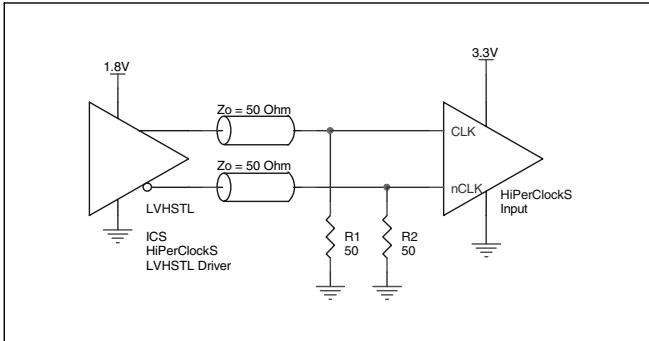 1.8V
3.3V
Zo = 50 Ohm
CLK
Zo = 50 Ohm
nCLK
HiPerClockS
Input
LVHSTL
ICS
HiPerClockS
LVHSTL Driver
R1
50
R2
50